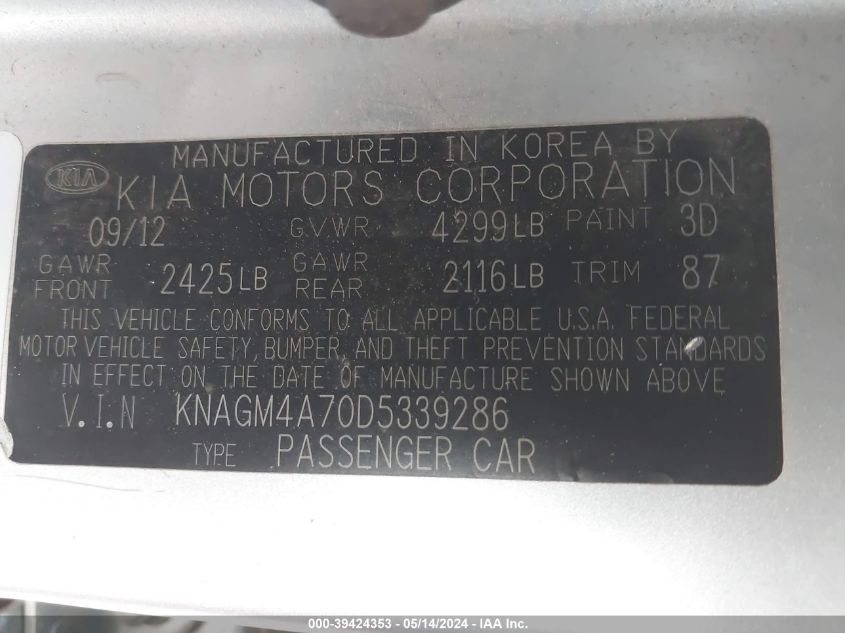 MANUFACTURED IN KOREA BY
KIA KIA MOTORS CORPORATION
09/12 GVWR 4299LB PAINT 3D
GAWR FRONT 2425LB GAWR REAR 2116LB TRIM 87
THIS VEHICLE CONFORMS TO ALL APPLICABLE U.S.A. FEDERAL
MOTOR VEHICLE SAFETY, BUMPER, AND THEFT PREVENTION STANDARDS
IN EFFECT ON THE DATE OF MANUFACTURE SHOWN ABOVE
V.I.N KNAGM4A70D5339286
TYPE PASSENGER CAR
000-39424353 - 05/14/2024 - IAA Inc.